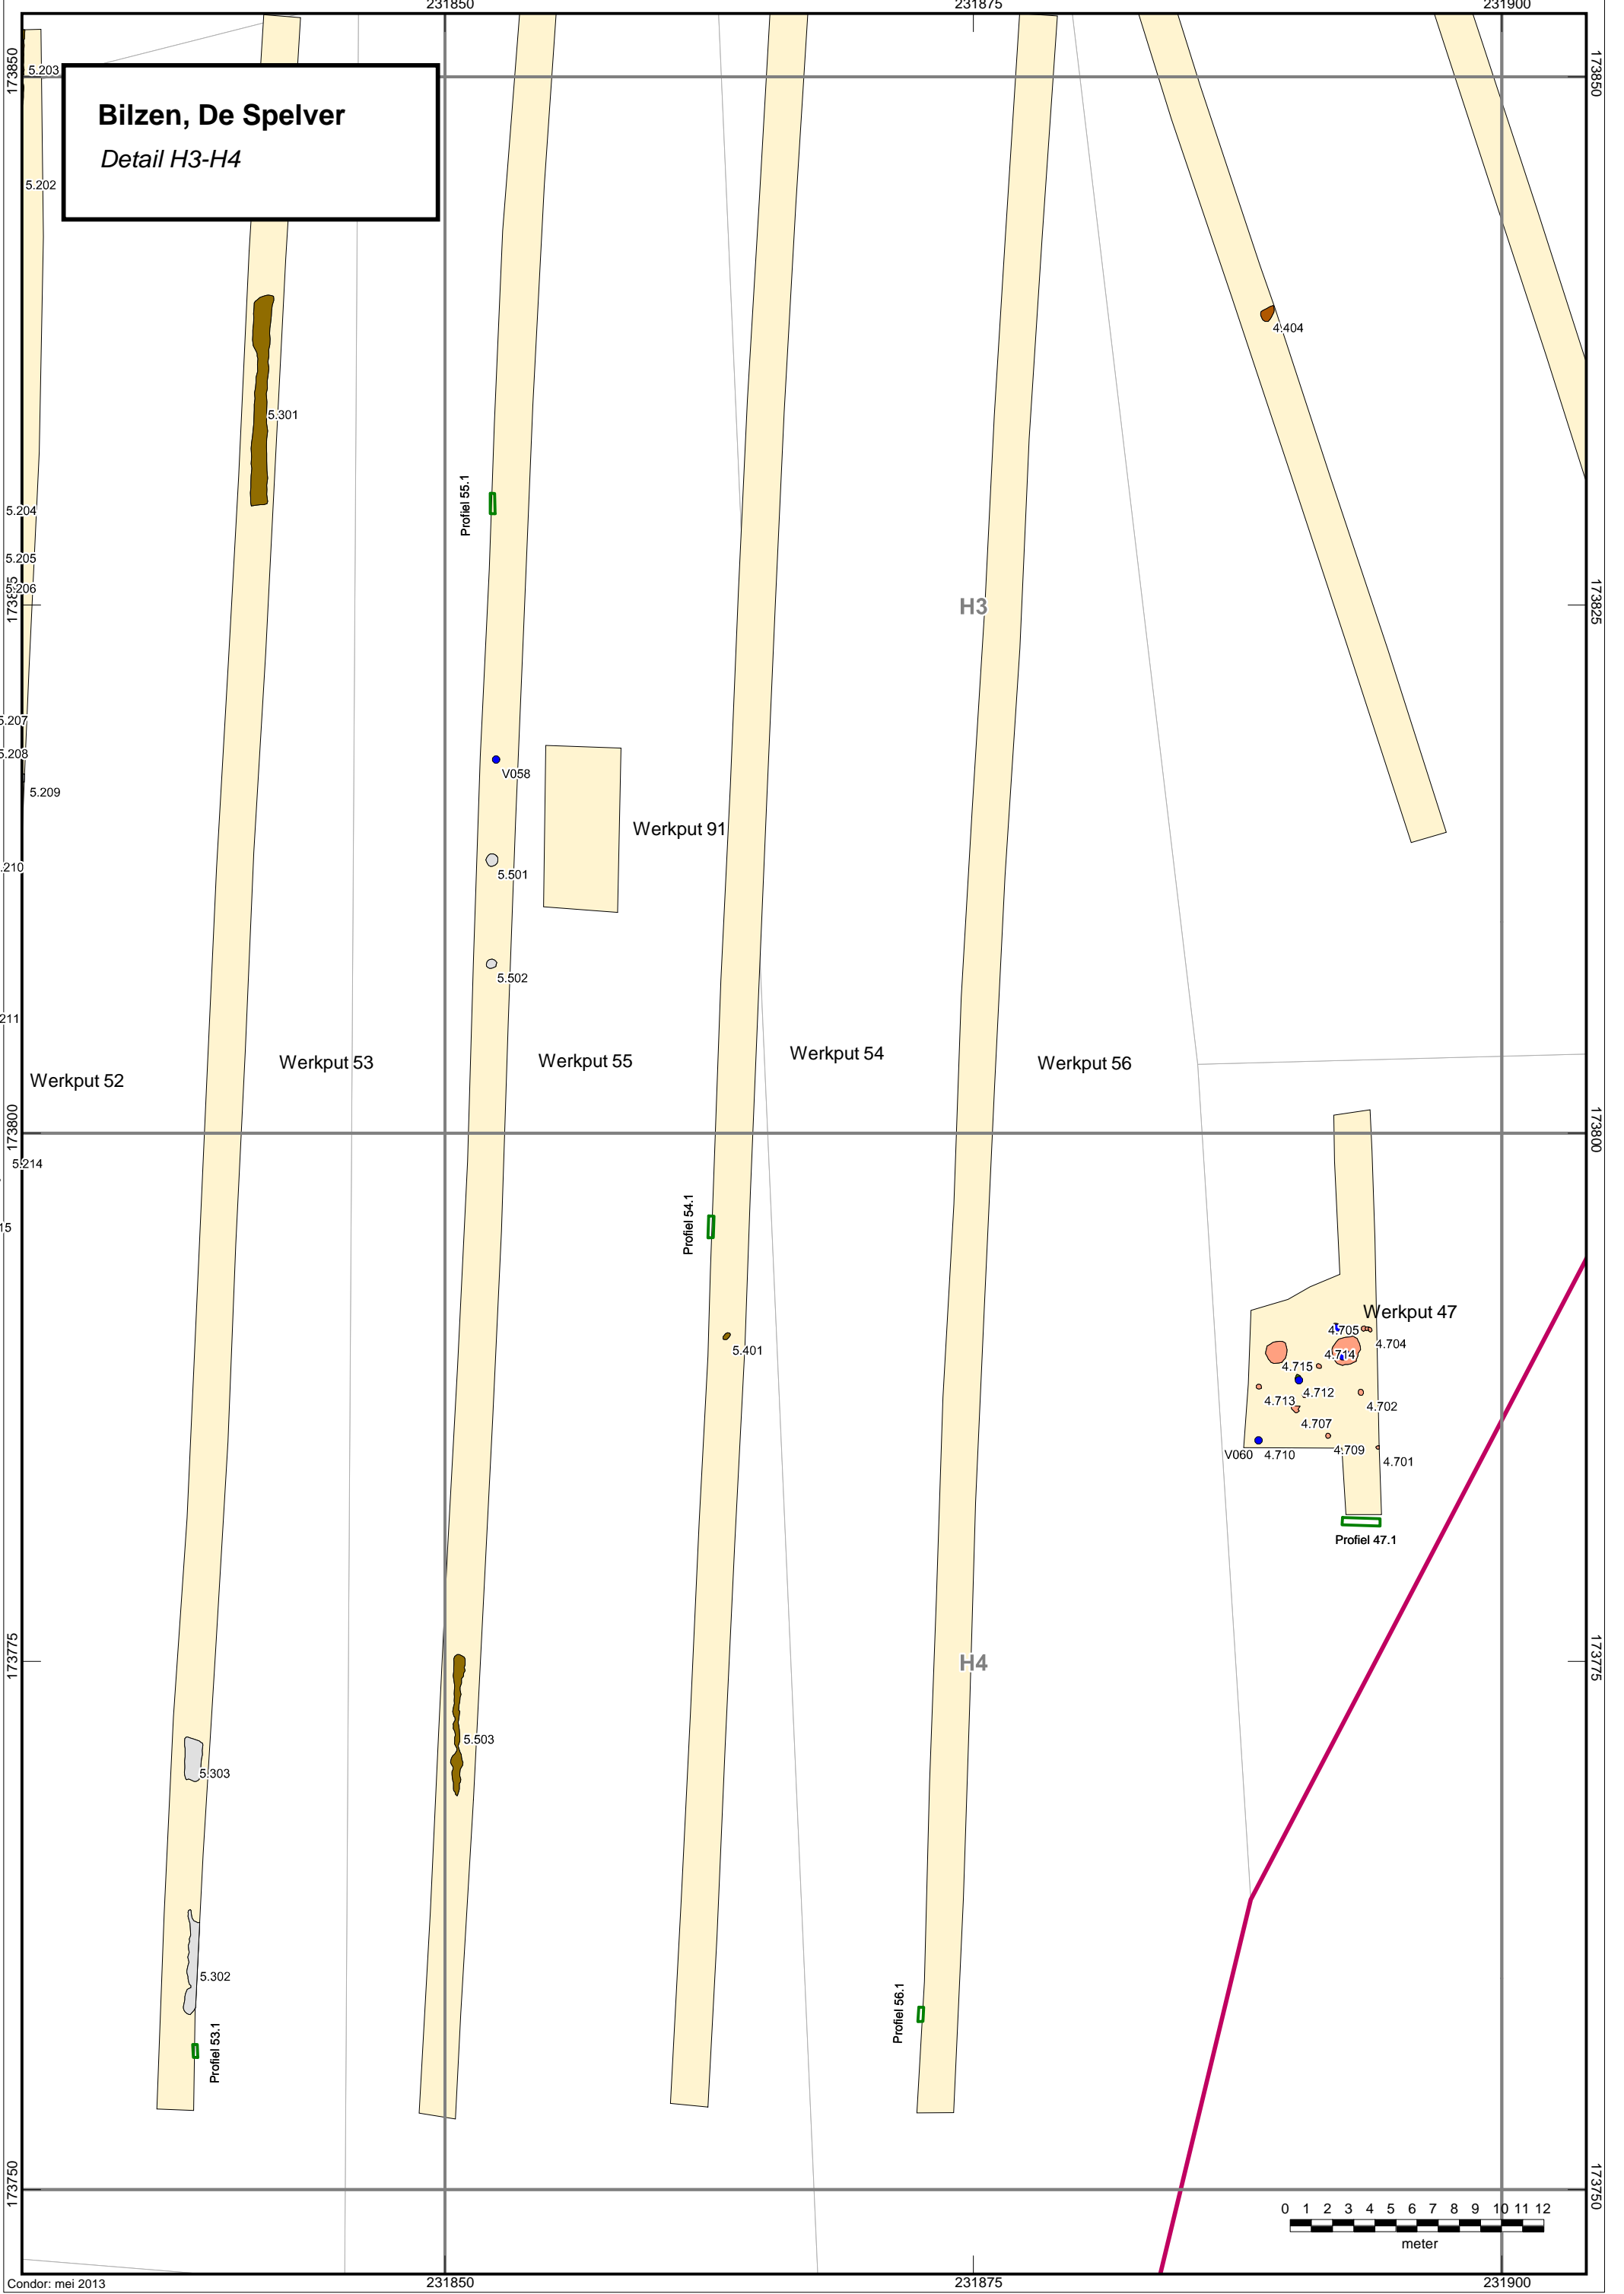 231850 231875 231900
173850
5.203
173850
Bilzen, De Spelver
Detail H3-H4
5.202
4.404
5.301
Profiel 55.1
5.204
5.205
5.206
H3
173825
5.207
5.208
V058
5.209
Werkput 91
.210
5.501
5.502
211
Werkput 52
Werkput 53
Werkput 55
Werkput 54
Werkput 56
173800
173800
5.214
15
Profiel 54.1
Werkput 47
4.705
4.704
5.401
4.714
4.715
4.712
4.713
4.702
4.707
4.709
V060
4.710
4.701
Profiel 47.1
173775
H4
173775
5.503
5.303
5.302
Profiel 56.1
Profiel 53.1
173750
173750
0 1 2 3 4 5 6 7 8 9 10 11 12
meter
Condor: mei 2013
231850 231875 231900